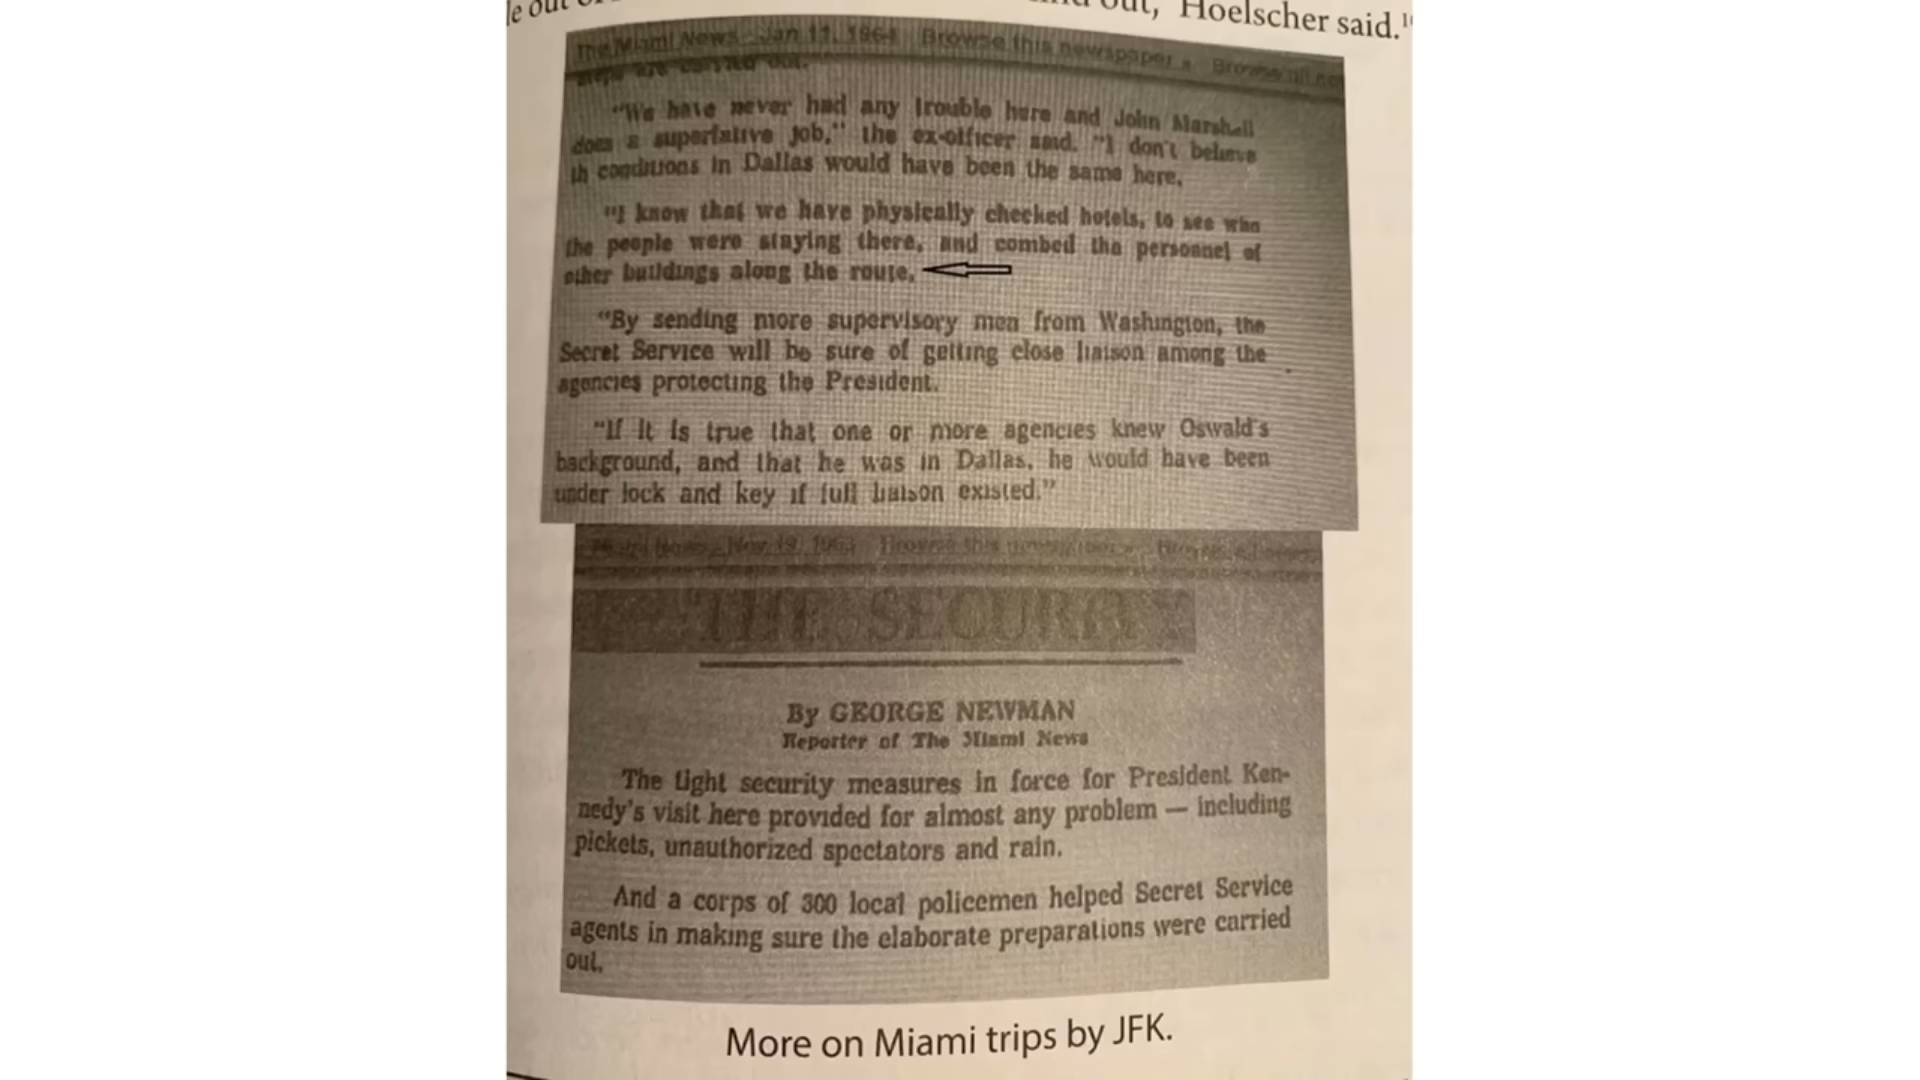 out, Hoelscher said.
The Miami News - Jan 11, 1964 Browse this newspaper » Browse all
steps are carried out.
"We have never had any trouble here and John Marshall
does a superlative job," the ex-officer said. "I don't believe
th conditions in Dallas would have been the same here.
"I know that we have physically checked hotels, to see who
the people were staying there, and combed the personnel of
other buildings along the route.
"By sending more supervisory men from Washington, the
Secret Service will be sure of getting close liaison among the
agencies protecting the President.
"If it is true that one or more agencies knew Oswald's
background, and that he was in Dallas, he would have been
under lock and key if full liaison existed."
Miami News - Nov 19, 1963 Browse this newspaper »
THE SECURITY
By GEORGE NEWMAN
Reporter of The Miami News
The tight security measures in force for President Ken-
nedy's visit here provided for almost any problem — including
pickets, unauthorized spectators and rain.
And a corps of 300 local policemen helped Secret Service
agents in making sure the elaborate preparations were carried
out.
More on Miami trips by JFK.